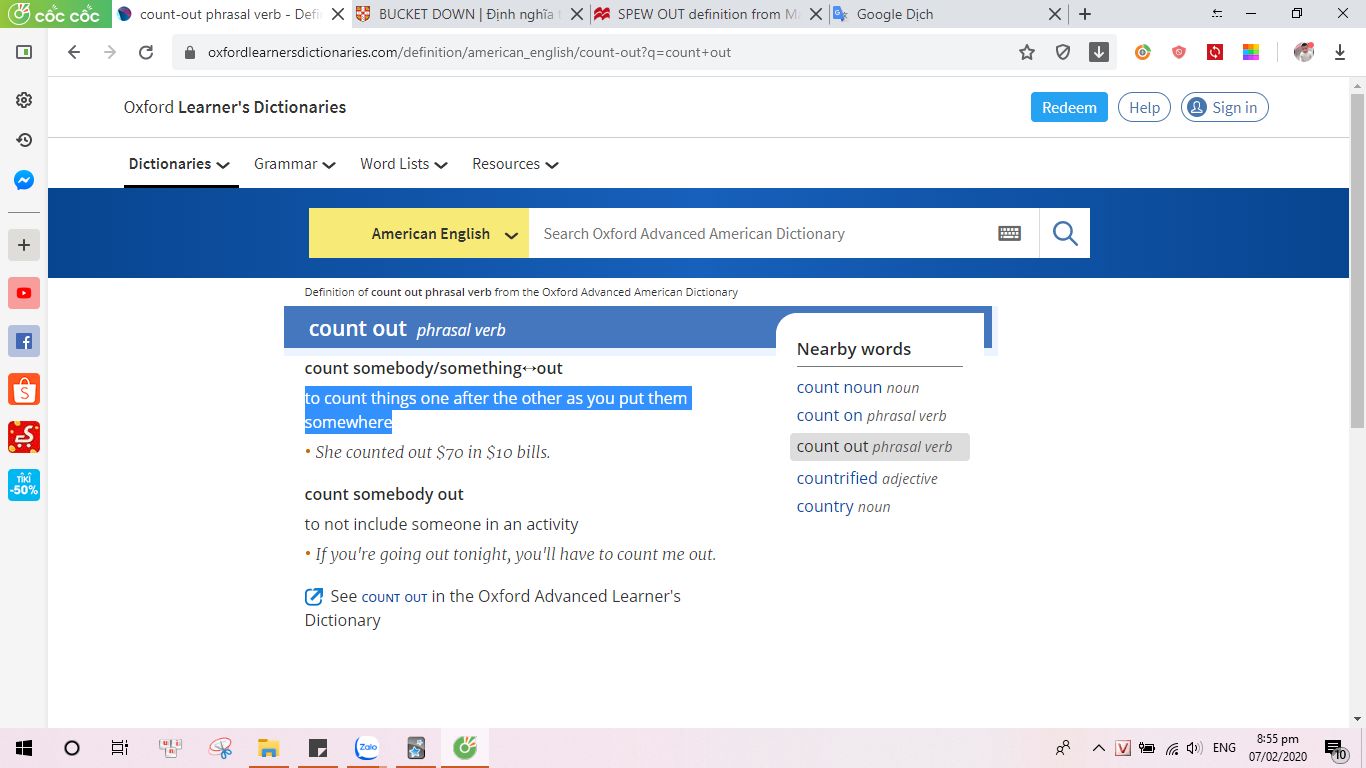 cốc cốc
count-out phrasal verb - Defi
BUCKET DOWN | Định nghĩa t
SPEW OUT definition from Ma
Google Dịch
oxfordlearnersdictionaries.com/definition/american_english/count-out?q=count+out
Oxford Learner's Dictionaries
Redeem
Help
Sign in
Dictionaries
Grammar
Word Lists
Resources
American English
Search Oxford Advanced American Dictionary
Definition of count out phrasal verb from the Oxford Advanced American Dictionary
count out phrasal verb
count somebody/something↔out
to count things one after the other as you put them
somewhere
• She counted out $70 in $10 bills.
count somebody out
to not include someone in an activity
• If you're going out tonight, you'll have to count me out.
See COUNT OUT in the Oxford Advanced Learner's
Dictionary
Nearby words
count noun noun
count on phrasal verb
count out phrasal verb
countrified adjective
country noun
TIKI
-50%
Zalo
V
ENG
8:55 pm
07/02/2020
10